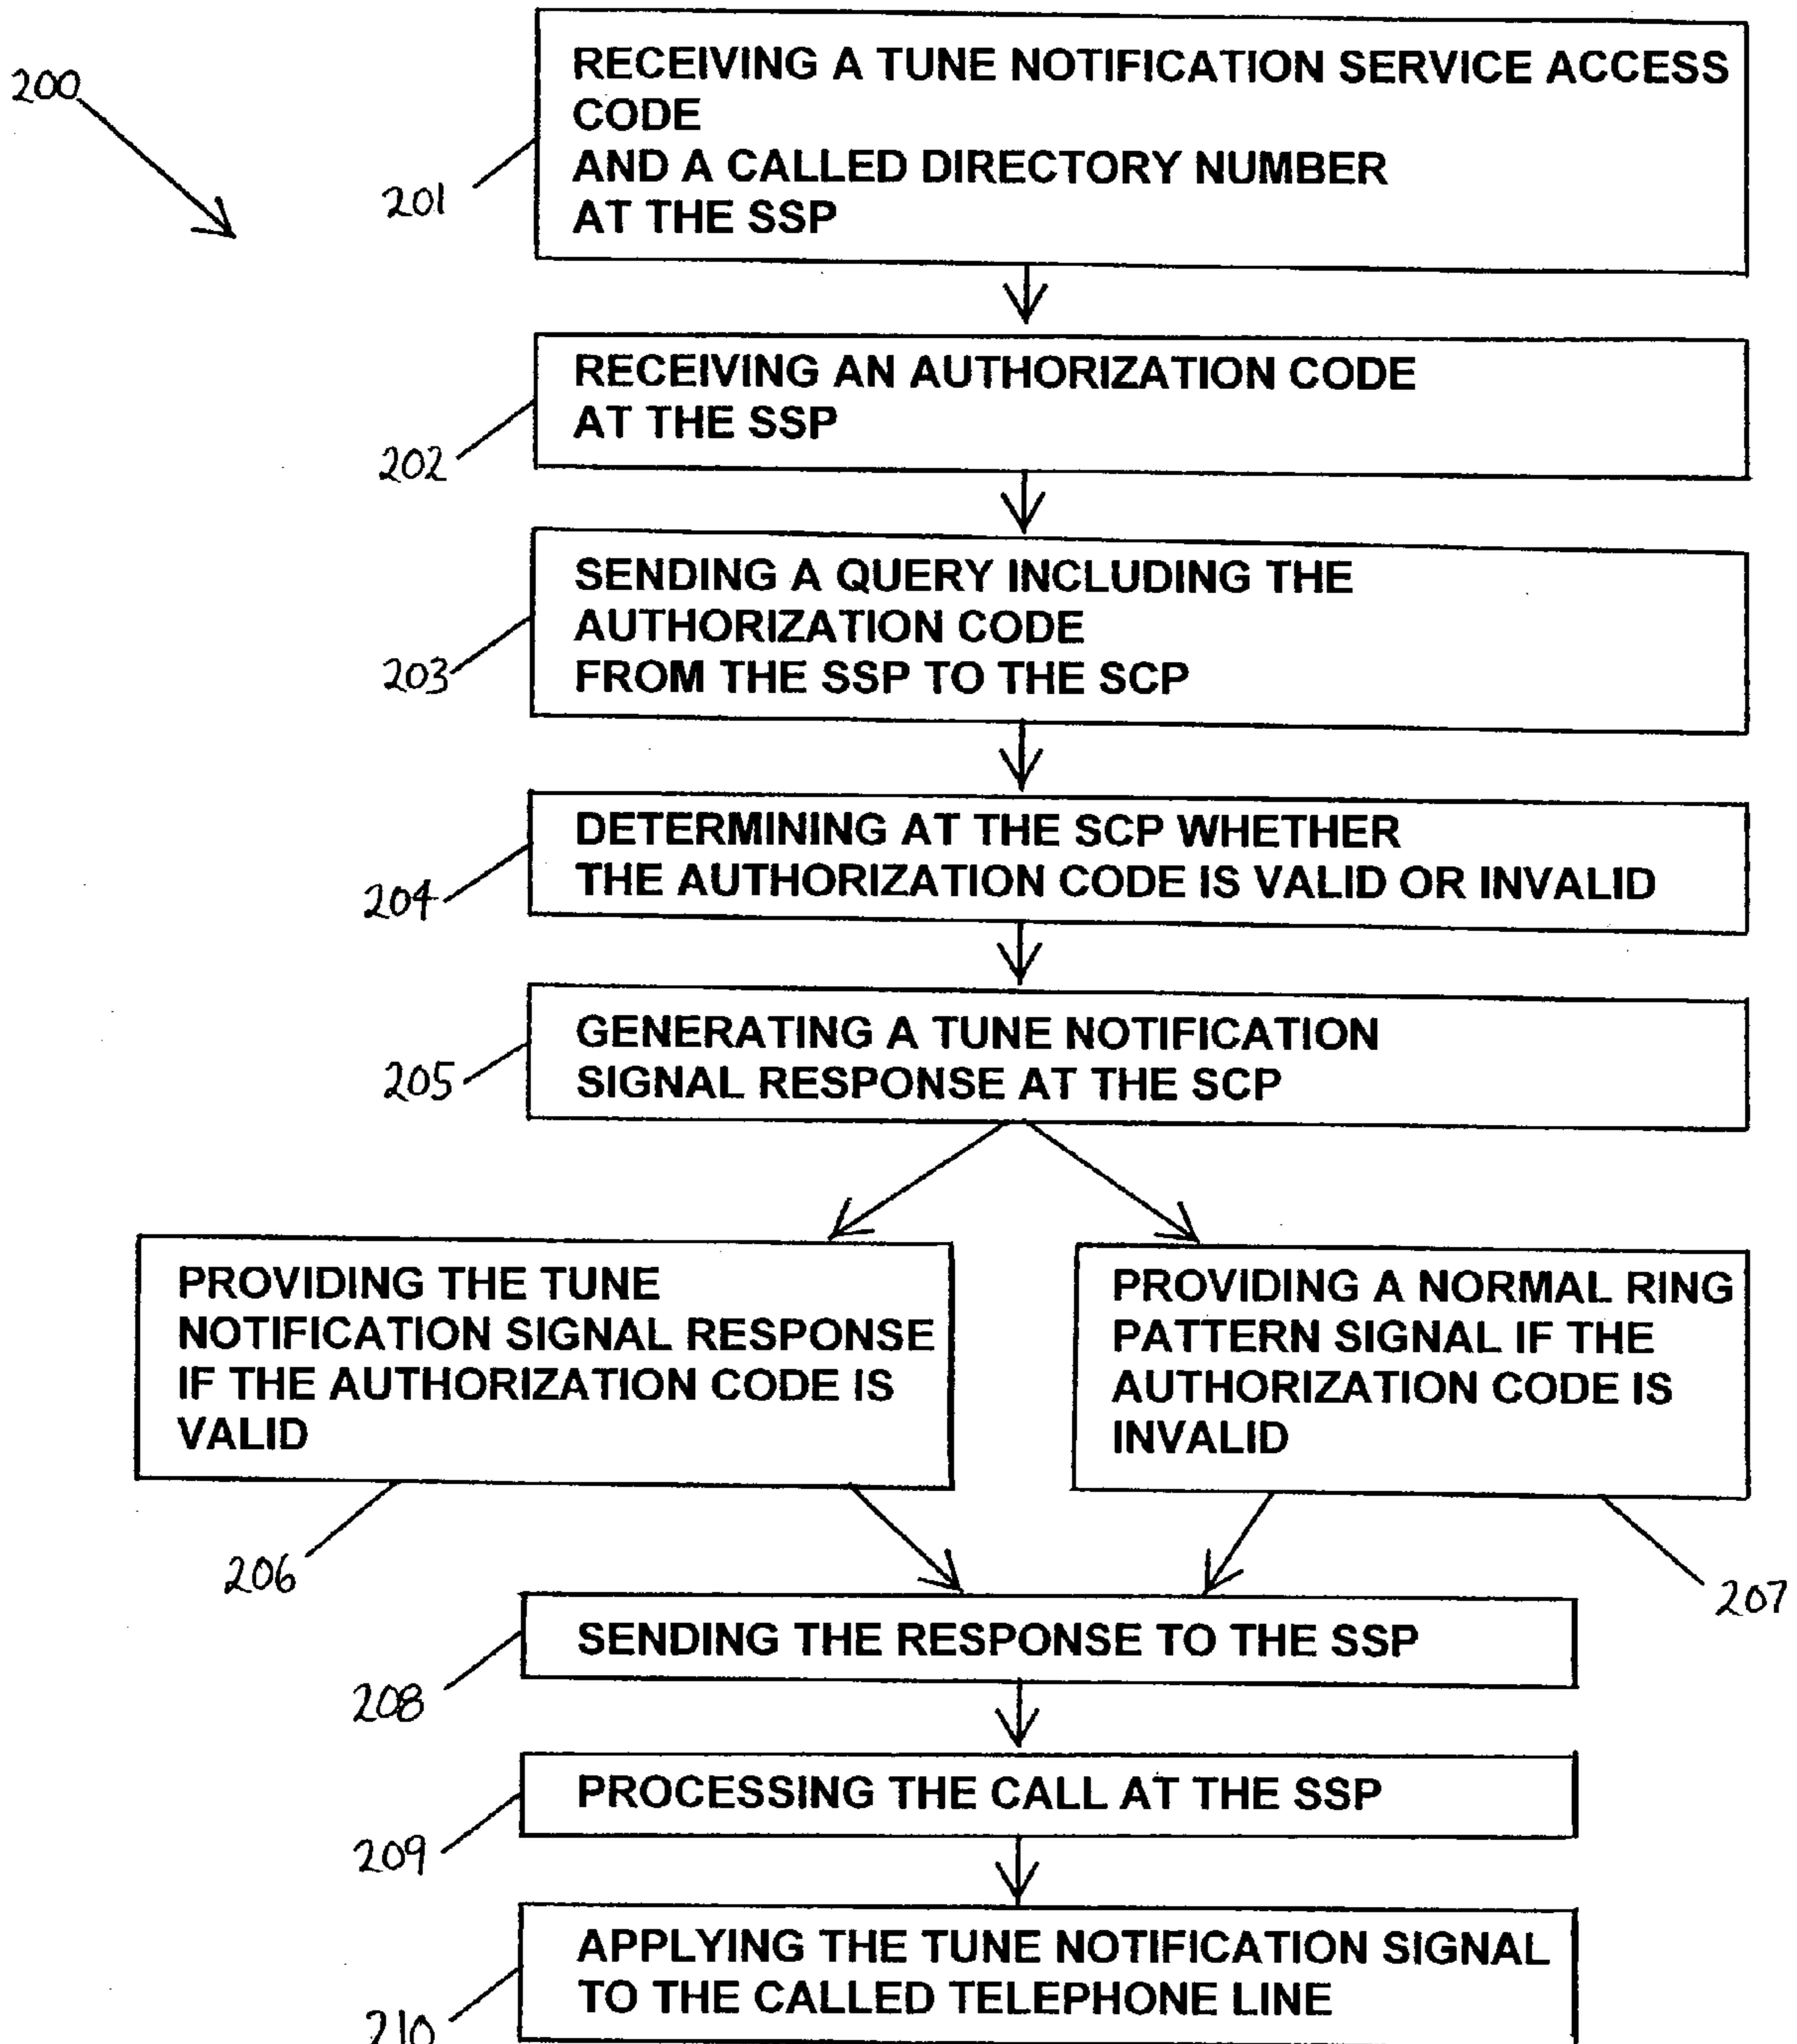 200
RECEIVING A TUNE NOTIFICATION SERVICE ACCESS
CODE
AND A CALLED DIRECTORY NUMBER
AT THE SSP
201
RECEIVING AN AUTHORIZATION CODE
AT THE SSP
202
SENDING A QUERY INCLUDING THE
AUTHORIZATION CODE
FROM THE SSP TO THE SCP
203
DETERMINING AT THE SCP WHETHER
THE AUTHORIZATION CODE IS VALID OR INVALID
204
GENERATING A TUNE NOTIFICATION
SIGNAL RESPONSE AT THE SCP
205
PROVIDING THE TUNE
NOTIFICATION SIGNAL RESPONSE
IF THE AUTHORIZATION CODE IS
VALID
206
PROVIDING A NORMAL RING
PATTERN SIGNAL IF THE
AUTHORIZATION CODE IS
INVALID
207
SENDING THE RESPONSE TO THE SSP
208
PROCESSING THE CALL AT THE SSP
209
APPLYING THE TUNE NOTIFICATION SIGNAL
TO THE CALLED TELEPHONE LINE
210